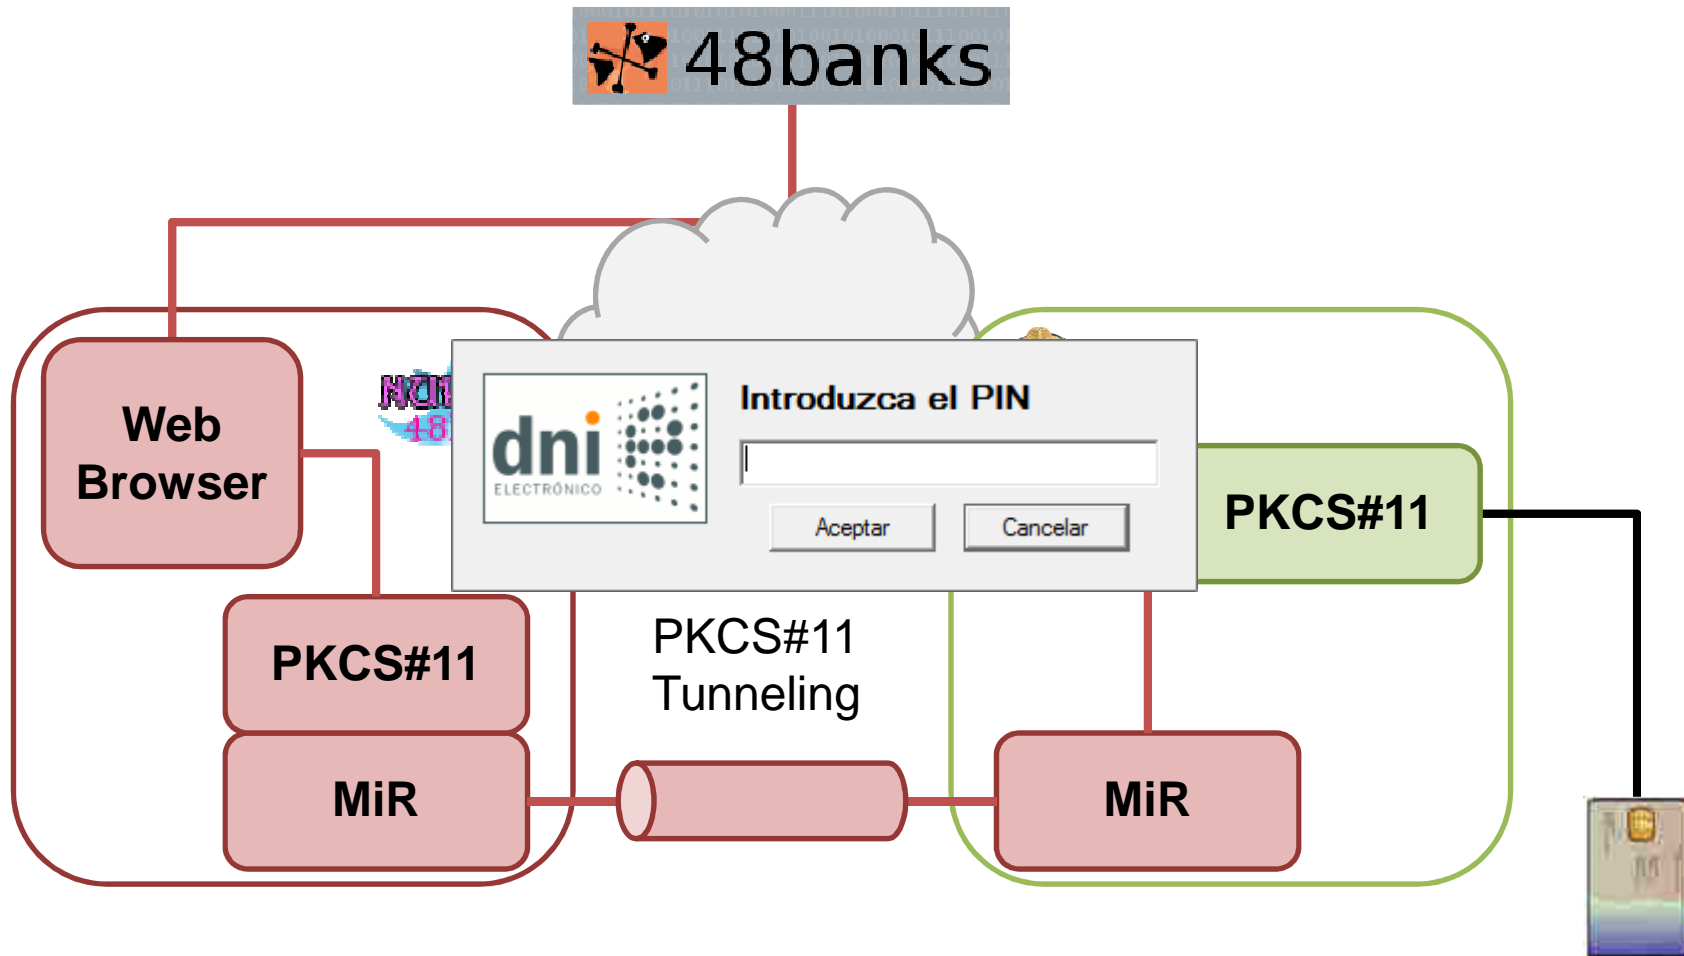 48banks
Web
Browser
dni
ELECTRÓNICO
Introduzca el PIN
Aceptar
Cancelar
PKCS#11
PKCS#11
PKCS#11
Tunneling
MiR
MiR